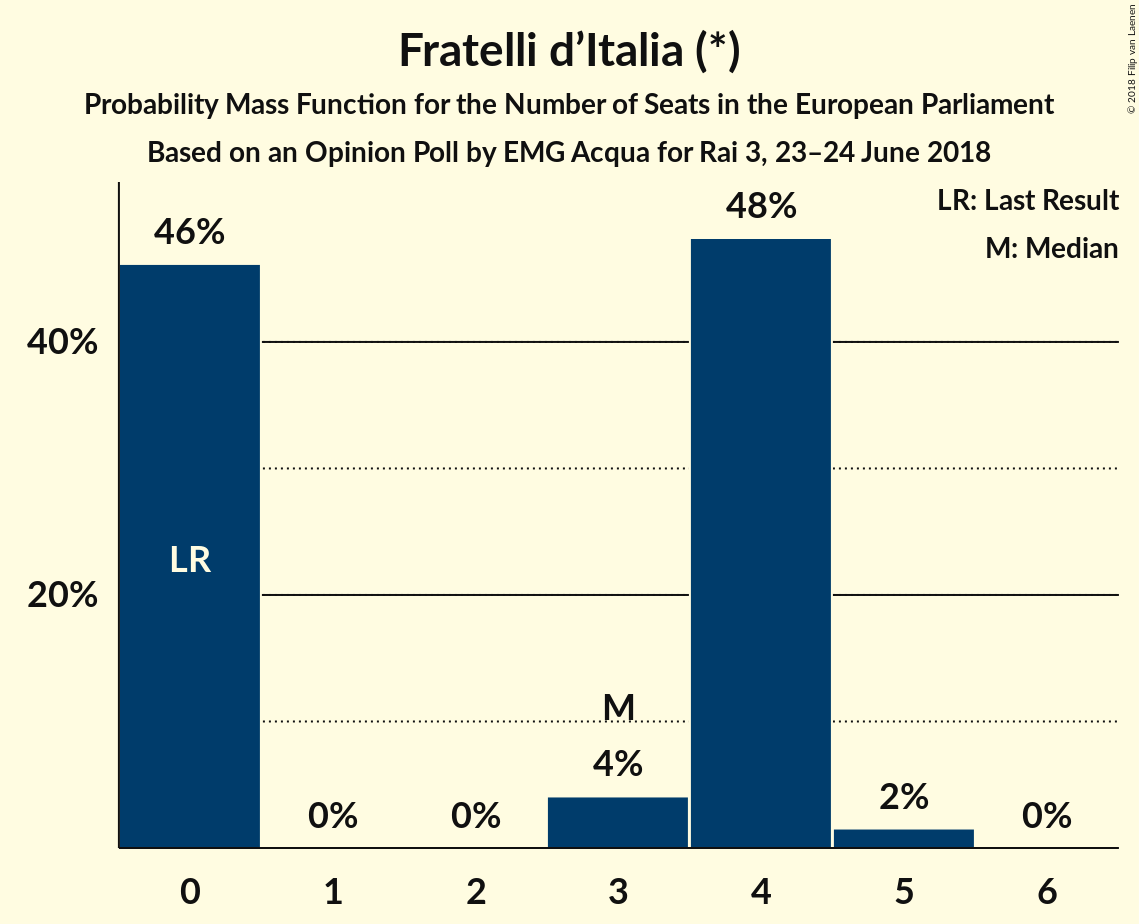 Fratelli d’Italia (*)
Probability Mass Function for the Number of Seats in the European Parliament
Based on an Opinion Poll by EMG Acqua for Rai 3, 23–24 June 2018
© 2018 Filip van Laenen
LR: Last Result
M: Median
46%
48%
40%
LR
20%
M
4%
0%
0%
2%
0%
0
1
2
3
4
5
6